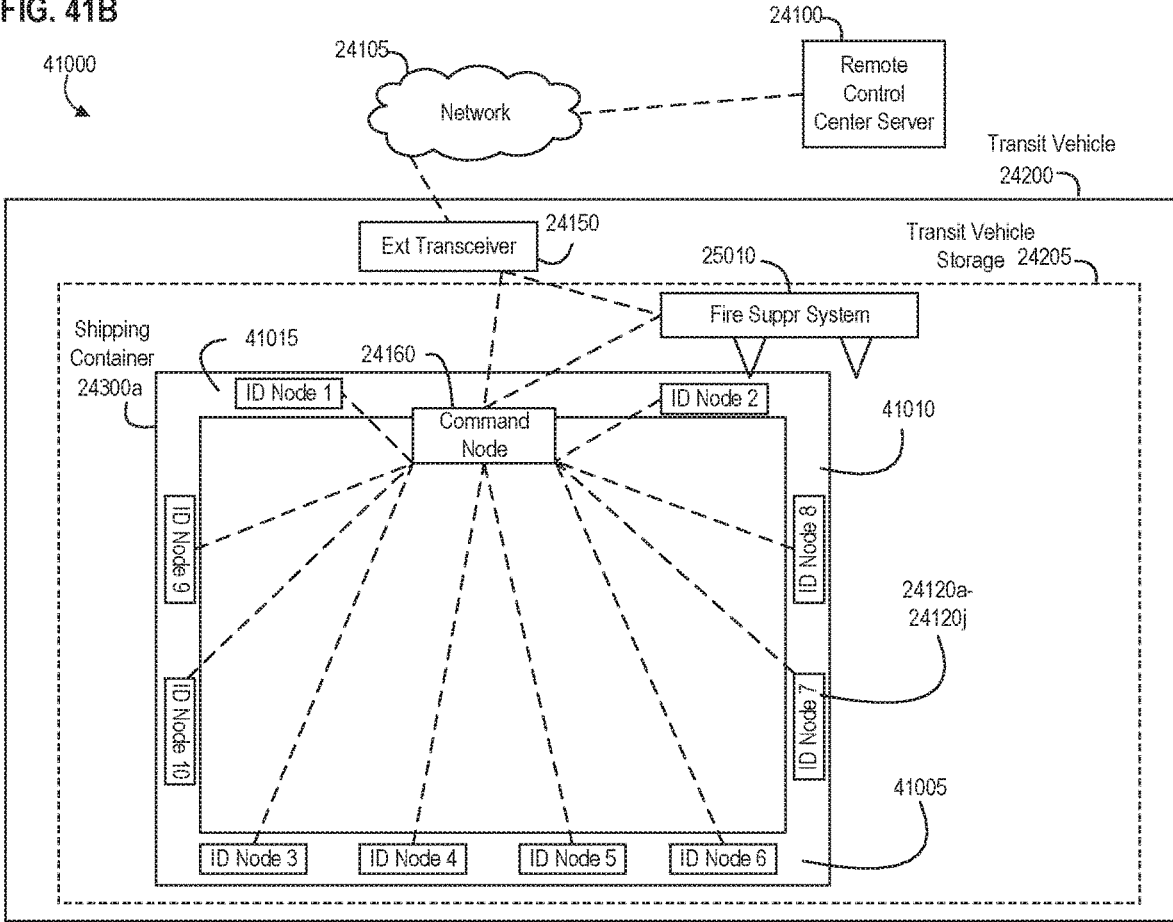 FIG. 41B
41000
24105
24100
Network
Remote
Control
Center Server
Transit Vehicle
24200
Ext Transceiver
24150
Transit Vehicle
Storage 24205
25010
Fire Suppr System
Shipping
Container
24300a
41015
24160
ID Node 1
Command
Node
ID Node 2
41010
ID Node 9
ID Node 8
24120a-
24120j
ID Node 10
ID Node 7
41005
ID Node 3
ID Node 4
ID Node 5
ID Node 6